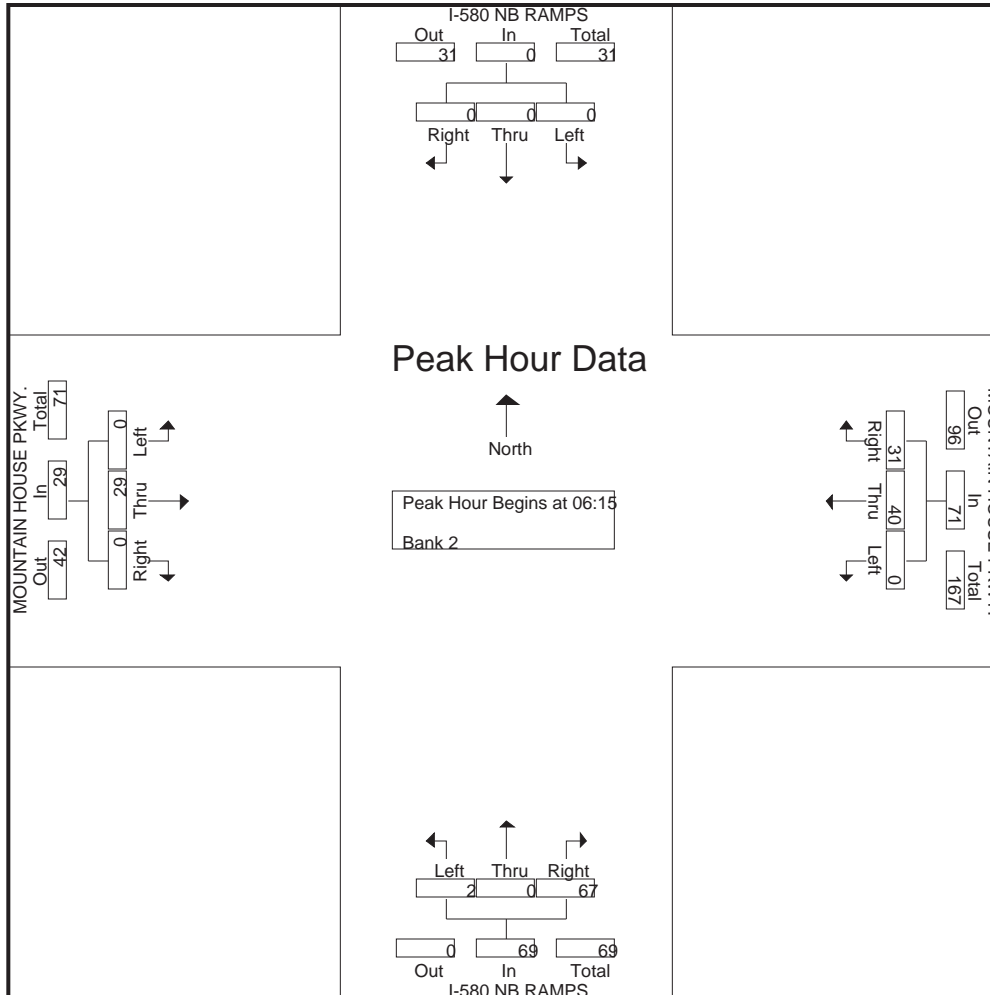 I-580 NB RAMPS
Out In Total
31 0 31
0 0 0
Right Thru Left
Peak Hour Data
North
Peak Hour Begins at 06:15
Bank 2
MOUNTAIN HOUSE PKWY.
Total In Out
71 29 42
0 29 0
Left Thru Right
Right Thru Left
31 40 0
Out In Total
96 71 167
Left Thru Right
2 0 67
0 69 69
Out In Total
I-580 NB RAMPS